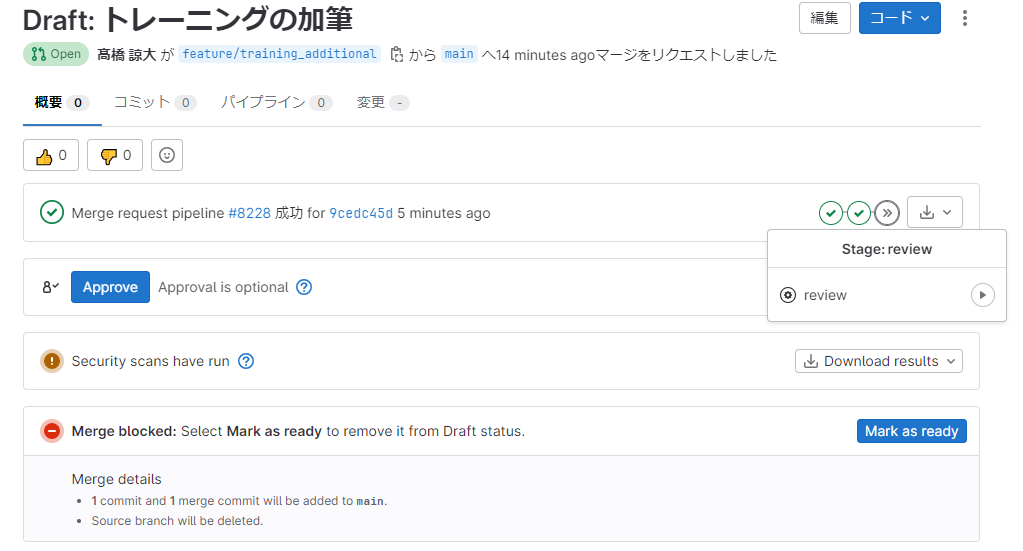 Draft: トレーニングの加筆
編集
コード
Open 髙橋 諒大 が feature/training_additional から main へ14 minutes agoマージをリクエストしました
概要 0 コミット 0 パイプライン 0 変更 -
0 0
Merge request pipeline #8228 成功 for 9cedc45d 5 minutes ago
Stage: review
review
Approve Approval is optional
Security scans have run
Download results
Merge blocked: Select Mark as ready to remove it from Draft status.
Mark as ready
Merge details
• 1 commit and 1 merge commit will be added to main.
• Source branch will be deleted.